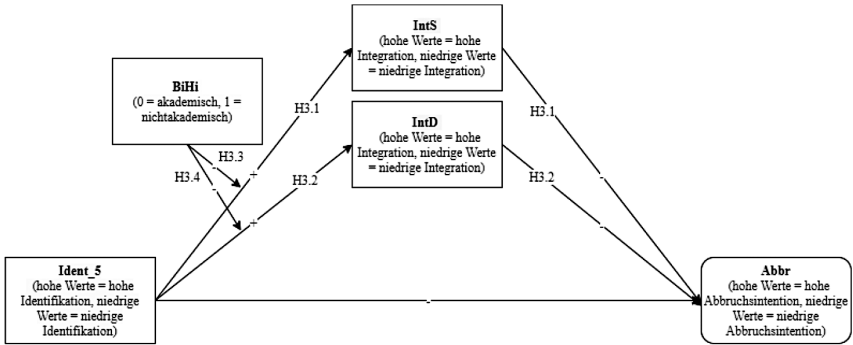 IntS
(hohe Werte = hohe
Integration, niedrige Werte
= niedrige Integration)
BiHi
(0 = akademisch, 1 =
nichtakademisch)
H3.1
H3.1
IntD
(hohe Werte = hohe
Integration, niedrige Werte
= niedrige Integration)
H3.3
-
H3.4
-
+
H3.2
H3.2
-
+
-
Ident_5
(hohe Werte = hohe
Identifikation, niedrige
Werte = niedrige
Identifikation)
-
Abbr
(hohe Werte = hohe
Abbruchsintention, niedrige
Werte = niedrige
Abbruchsintention)